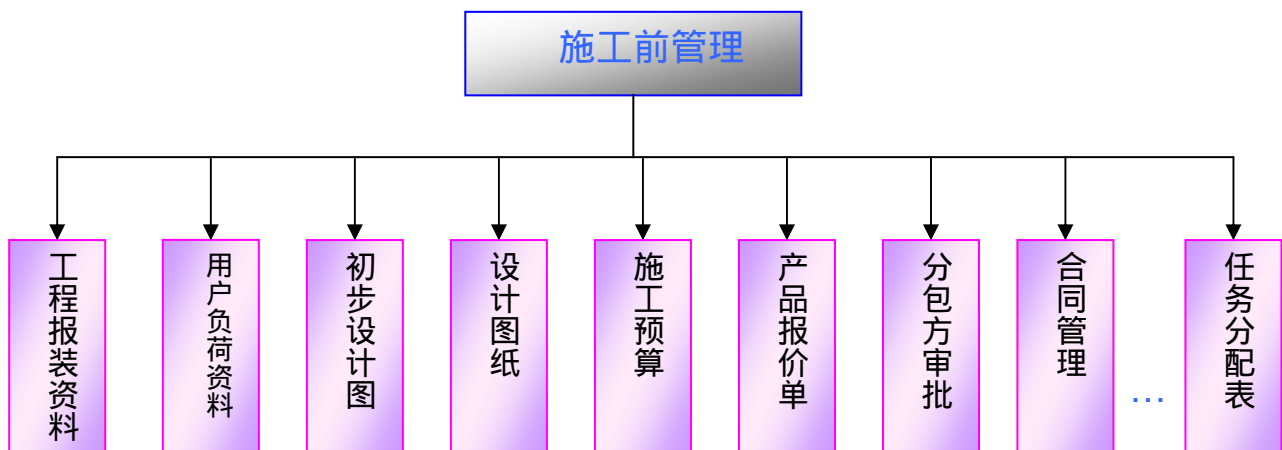 施工前管理
工程报装资料
用户负荷资料
初步设计图
设计图纸
施工预算
产品报价单
分包方审批
合同管理
…
任务分配表